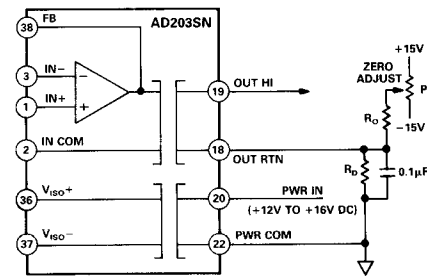 AD203SN
38
FB
3
IN−
1
IN+
2
IN COM
36
VISO+
37
VISO−
19
OUT HI
18
OUT RTN
20
PWR IN
(+12V TO +16V DC)
22
PWR COM
+15V
ZERO
ADJUST
P
−15V
RO
RD
0.1µF